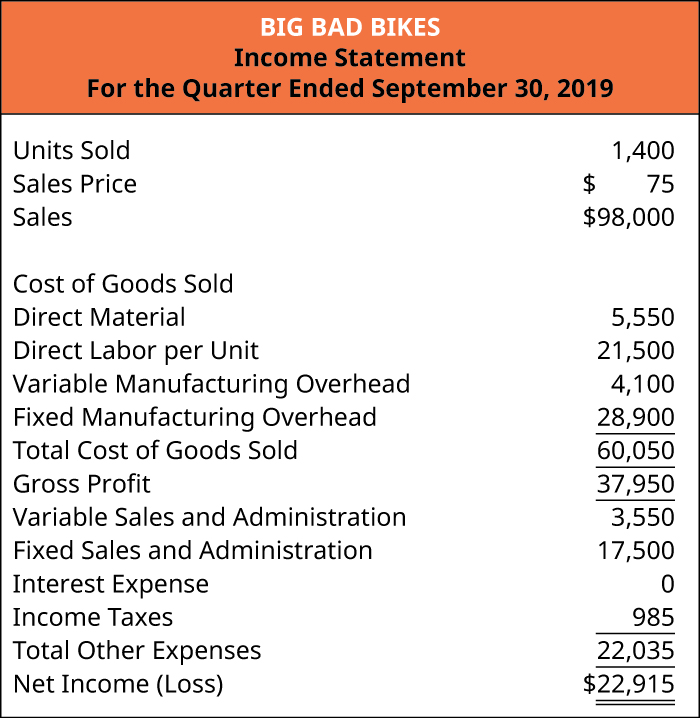 BIG BAD BIKES
Income Statement
For the Quarter Ended September 30, 2019
Units Sold 1,400
Sales Price $ 75
Sales $98,000
Cost of Goods Sold
Direct Material 5,550
Direct Labor per Unit 21,500
Variable Manufacturing Overhead 4,100
Fixed Manufacturing Overhead 28,900
Total Cost of Goods Sold 60,050
Gross Profit 37,950
Variable Sales and Administration 3,550
Fixed Sales and Administration 17,500
Interest Expense 0
Income Taxes 985
Total Other Expenses 22,035
Net Income (Loss) $22,915